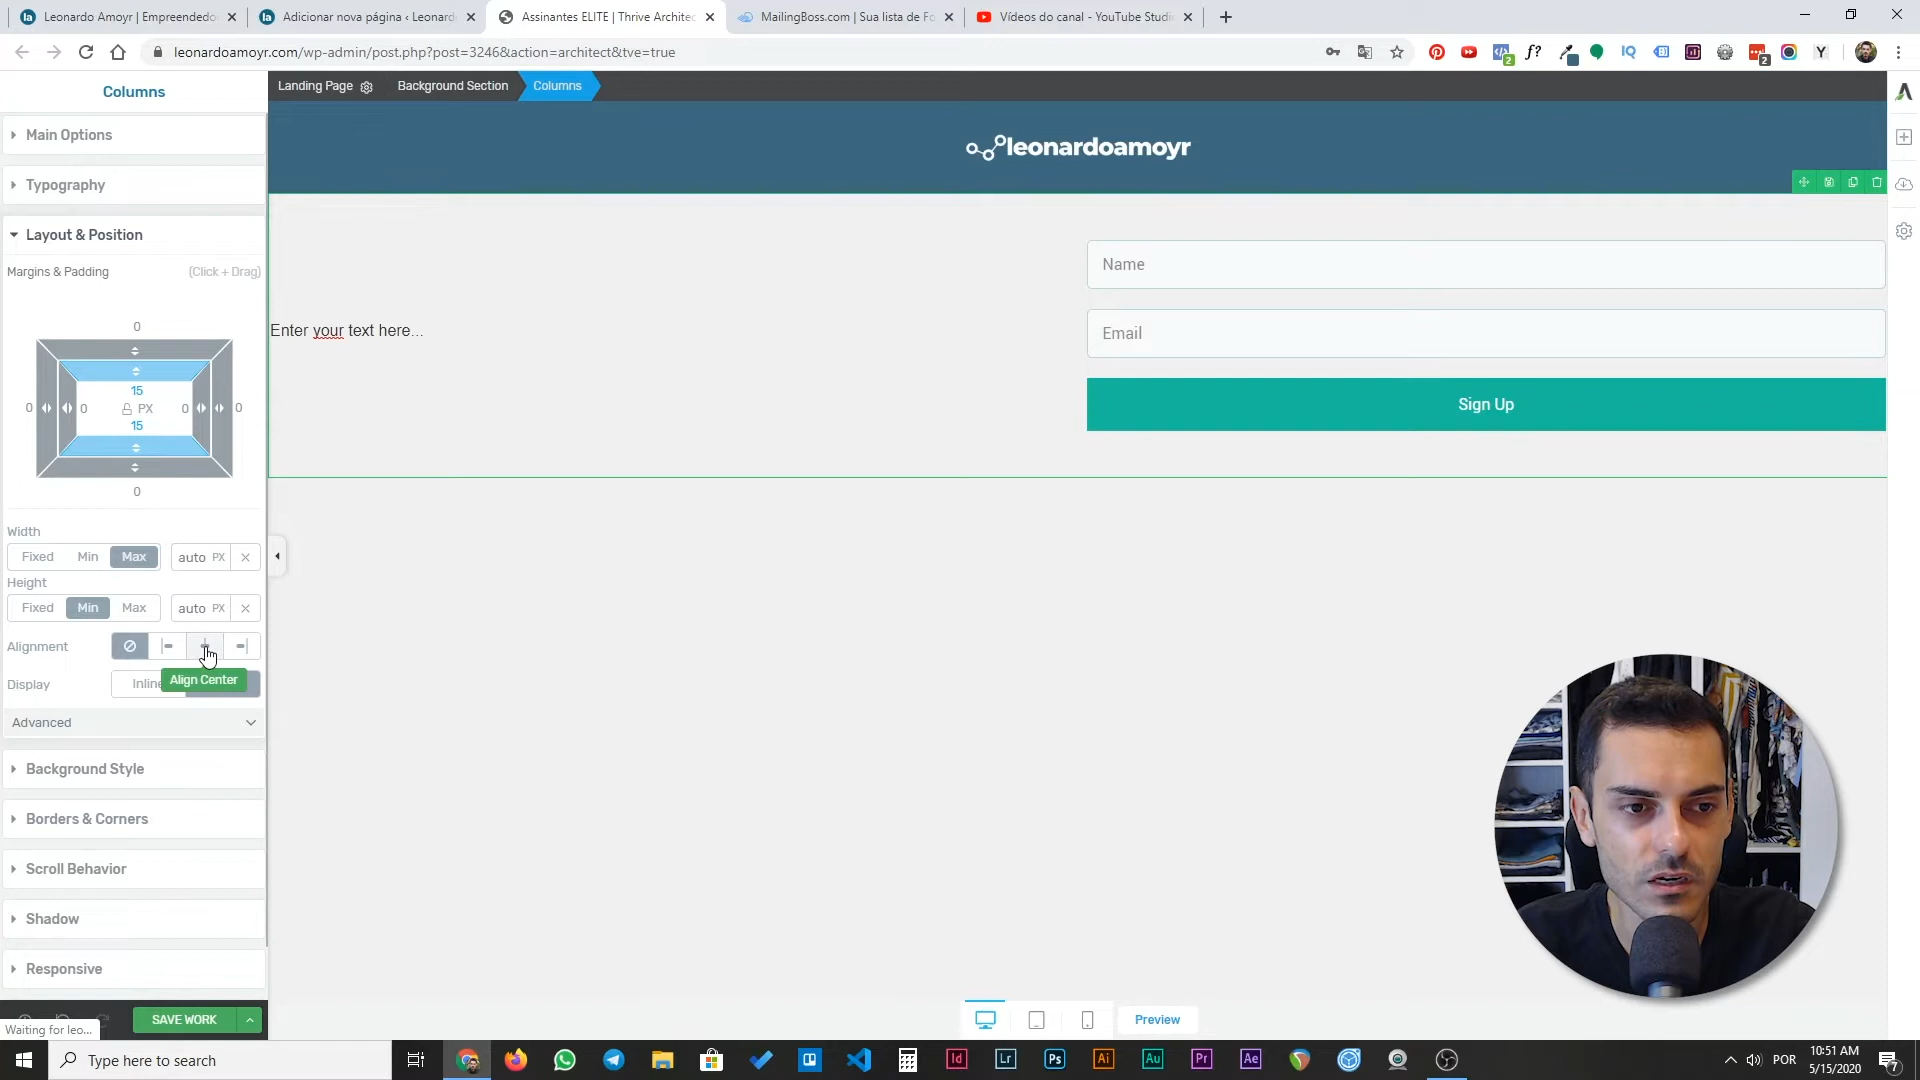 Leonardo Amoyr | Empreendedo
Adicionar nova página ‹ Leonard
Assinantes ELITE | Thrive Architec
MailingBoss.com | Sua lista de Fo
Vídeos do canal - YouTube Studi
leonardoamoyr.com/wp-admin/post.php?post=3246&action=architect&tve=true
Columns
Landing Page
Background Section
Columns
Main Options
leonardoamoyr
Typography
Layout & Position
Margins & Padding
(Click + Drag)
Name
0
Enter your text here...
Email
15
0 0 PX 0 0
15
Sign Up
0
Width
Fixed Min Max auto PX
Height
Fixed Min Max auto PX
Alignment
Align Center
Display
Inline
Advanced
Background Style
Borders & Corners
Scroll Behavior
Shadow
Responsive
SAVE WORK
Waiting for leo...
Preview
Type here to search
POR
10:51 AM
5/15/2020